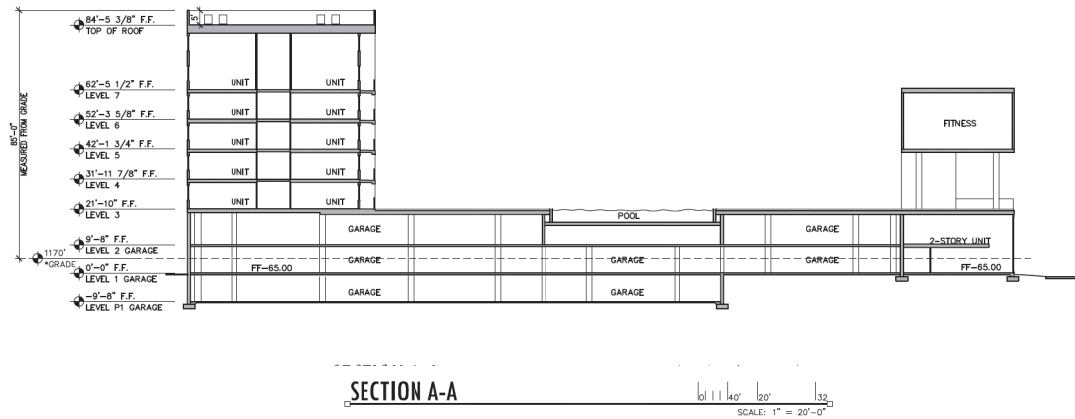 84'-5 3/8" F.F.
TOP OF ROOF
5'
62'-5 1/2" F.F.
LEVEL 7
52'-3 5/8" F.F.
LEVEL 6
42'-1 3/4" F.F.
LEVEL 5
31'-11 7/8" F.F.
LEVEL 4
21'-10" F.F.
LEVEL 3
9'-8" F.F.
LEVEL 2 GARAGE
1170'
*GRADE
0'-0" F.F.
LEVEL 1 GARAGE
-9'-8" F.F.
LEVEL P1 GARAGE
85'-0"
MEASURED FROM GRADE
UNIT UNIT
UNIT UNIT
UNIT UNIT
UNIT UNIT
UNIT UNIT
FITNESS
POOL
GARAGE GARAGE
2-STORY UNIT
GARAGE GARAGE GARAGE
FF-65.00 FF-65.00
GARAGE GARAGE
SECTION A-A
0 40' 20' 32
SCALE: 1" = 20'-0"